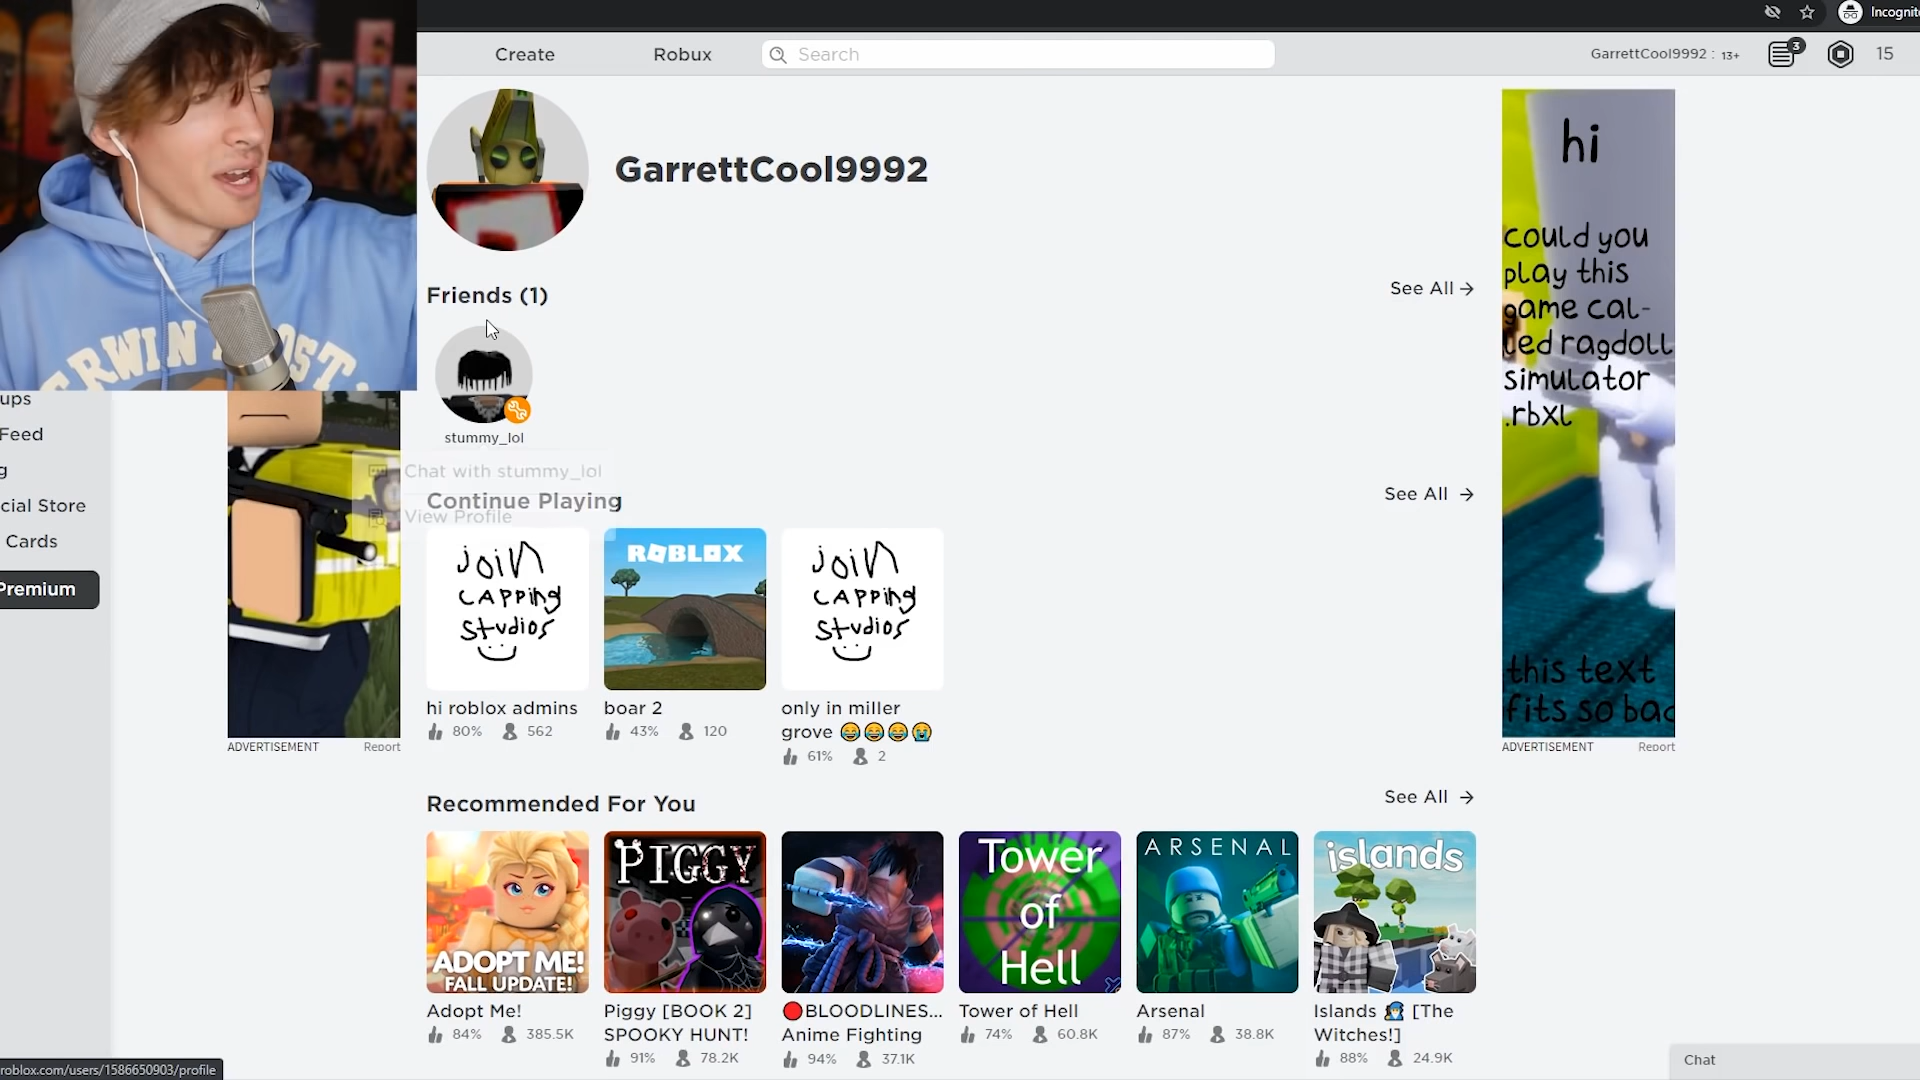 Incognit
Create
Robux
Search
GarrettCool9992 : 13+
3
15
GarrettCool9992
Friends (1)
See All →
stummy_lol
Chat with stummy_lol
View Profile
Continue Playing
See All →
join
CAPPing
Studios
ROBLOX
join
CAPPing
Studios
hi roblox admins
80% 562
boar 2
43% 120
only in miller
grove 😂😂😂😭
61% 2
Recommended For You
See All →
ADOPT ME!
FALL UPDATE!
PIGGY
Tower
of
Hell
ARSENAL
islands
Adopt Me!
84% 385.5K
Piggy [BOOK 2]
SPOOKY HUNT!
91% 78.2K
🔴BLOODLINES...
Anime Fighting
94% 37.1K
Tower of Hell
74% 60.8K
Arsenal
87% 38.8K
Islands 🧙 [The
Witches!]
88% 24.9K
ups
Feed
g
cial Store
Cards
Premium
ADVERTISEMENT Report
hi
could you
play this
game cal-
led ragdoll
simulator
.rbxl
this text
fits so bad
ADVERTISEMENT Report
Chat
roblox.com/users/1586650903/profile